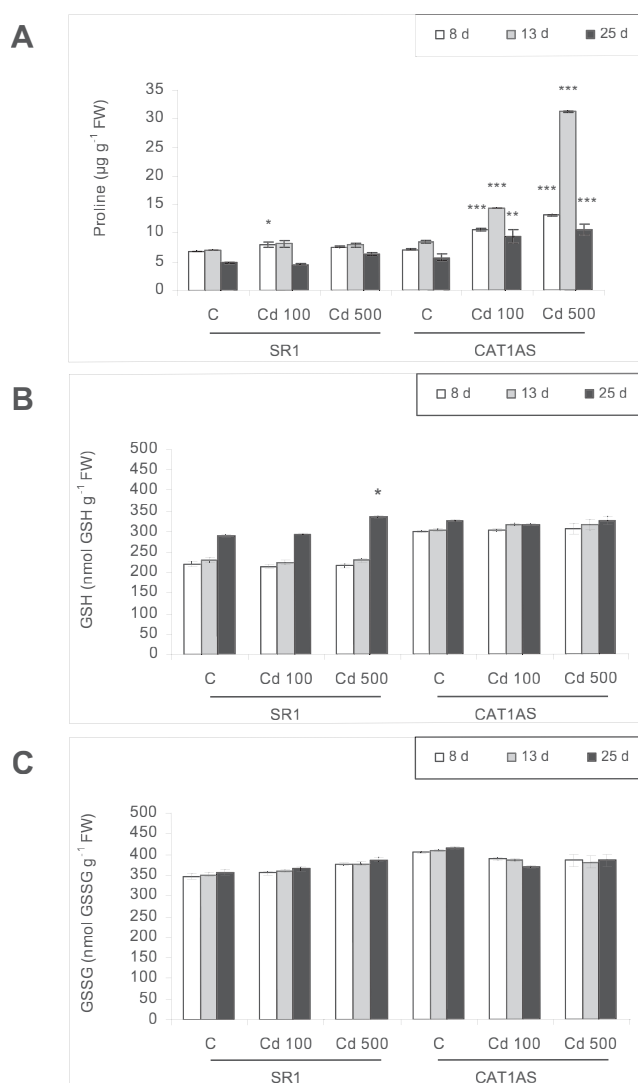 A
8 d 13 d 25 d
Proline (µg g⁻¹ FW)
35
30
25
20
15
10
5
0
*
***
***
**
***
***
***
C Cd 100 Cd 500 C Cd 100 Cd 500
SR1 CAT1AS
B
8 d 13 d 25 d
GSH (nmol GSH g⁻¹ FW)
500
450
400
350
300
250
200
150
100
50
0
*
C Cd 100 Cd 500 C Cd 100 Cd 500
SR1 CAT1AS
C
8 d 13 d 25 d
GSSG (nmol GSSG g⁻¹ FW)
500
450
400
350
300
250
200
150
100
50
0
C Cd 100 Cd 500 C Cd 100 Cd 500
SR1 CAT1AS